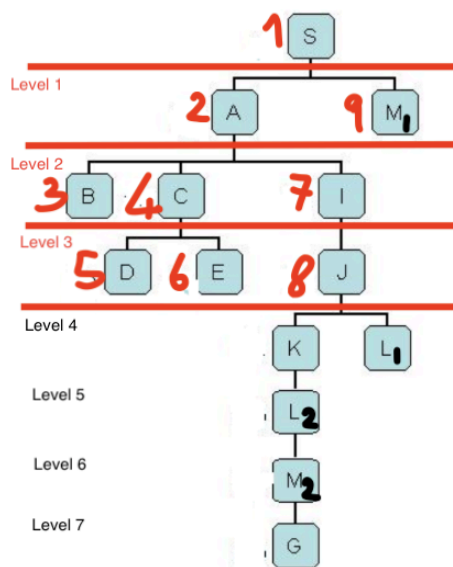 1 S
Level 1
2 A 9 M1
Level 2
3 B 4 C 7 I
Level 3
5 D 6 E 8 J
Level 4
K L1
Level 5
L2
Level 6
M2
Level 7
G